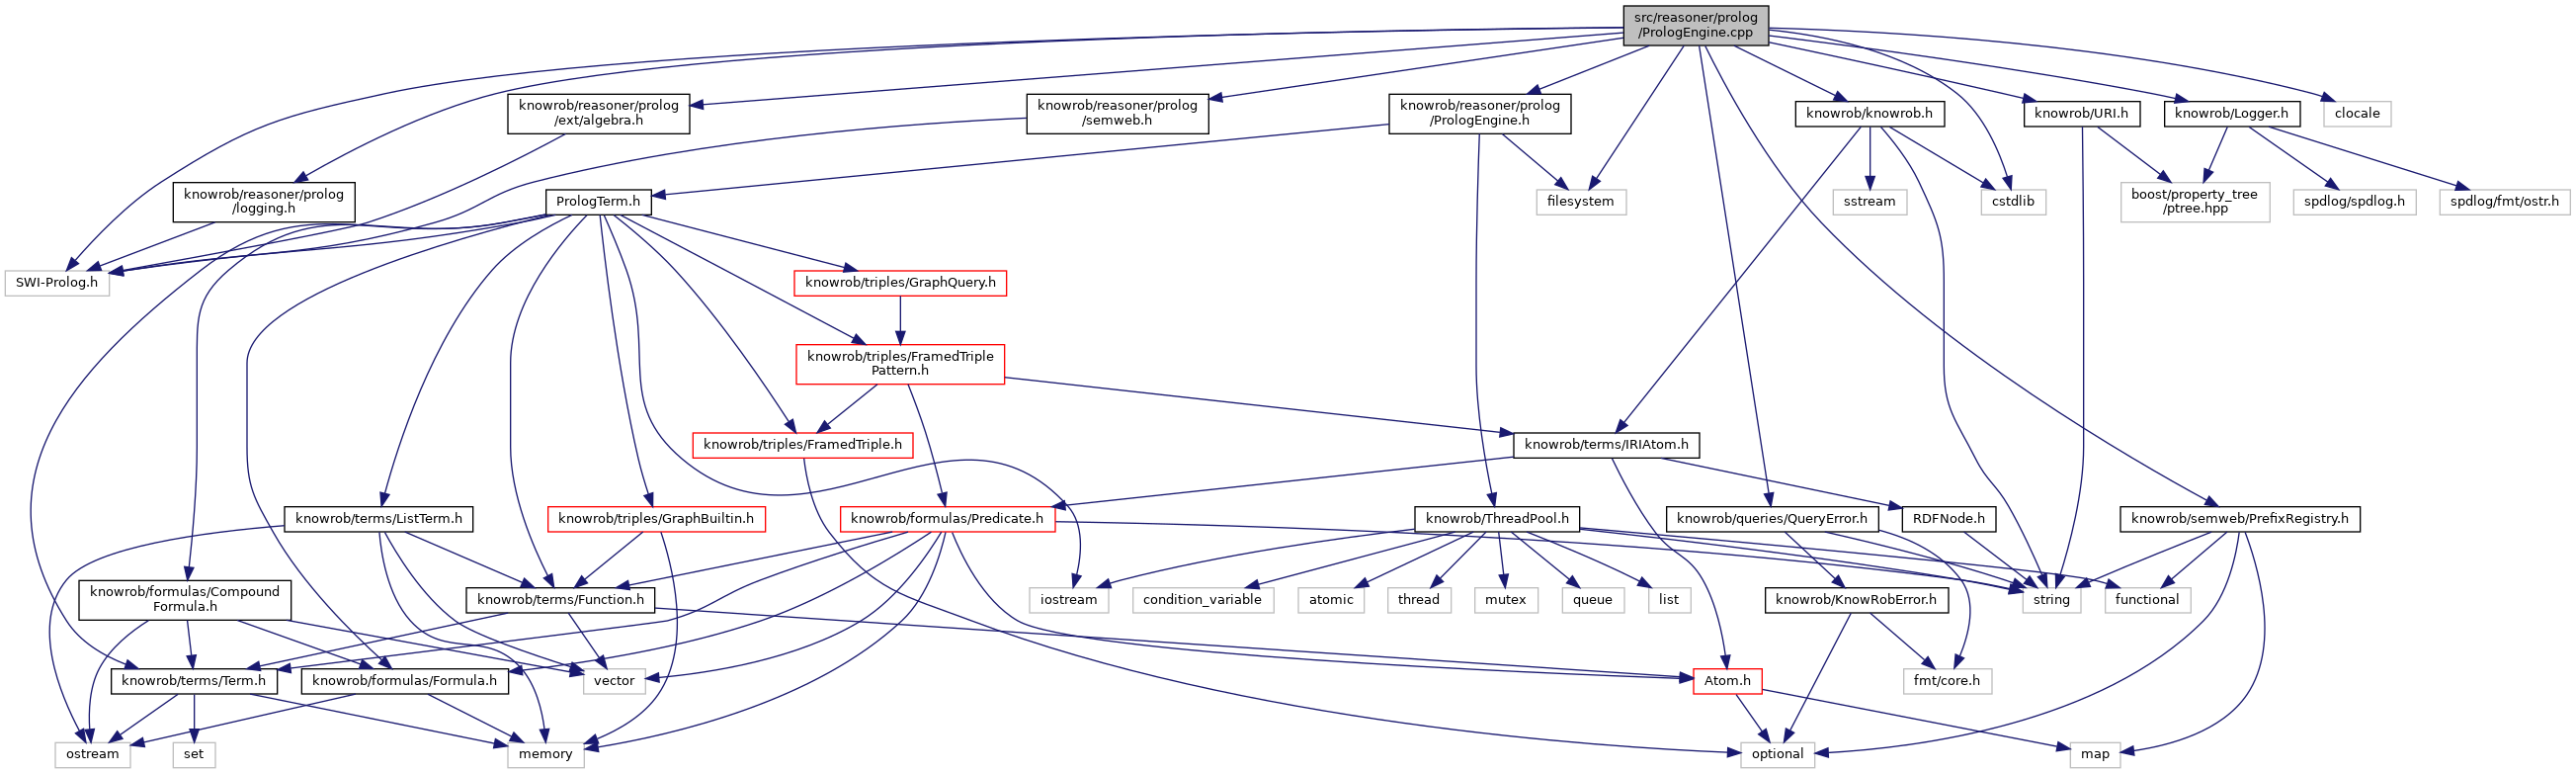 src/reasoner/prolog
/PrologEngine.cpp
knowrob/reasoner/prolog
/ext/algebra.h
knowrob/reasoner/prolog
/semweb.h
knowrob/reasoner/prolog
/PrologEngine.h
knowrob/knowrob.h
knowrob/URI.h
knowrob/Logger.h
clocale
knowrob/reasoner/prolog
/logging.h
PrologTerm.h
filesystem
sstream
cstdlib
boost/property_tree
/ptree.hpp
spdlog/spdlog.h
spdlog/fmt/ostr.h
SWI-Prolog.h
knowrob/triples/GraphQuery.h
knowrob/triples/FramedTriple
Pattern.h
knowrob/triples/FramedTriple.h
knowrob/terms/IRIAtom.h
knowrob/terms/ListTerm.h
knowrob/triples/GraphBuiltin.h
knowrob/formulas/Predicate.h
knowrob/ThreadPool.h
knowrob/queries/QueryError.h
RDFNode.h
knowrob/semweb/PrefixRegistry.h
knowrob/formulas/Compound
Formula.h
knowrob/terms/Function.h
iostream
condition_variable
atomic
thread
mutex
queue
list
knowrob/KnowRobError.h
string
functional
knowrob/terms/Term.h
knowrob/formulas/Formula.h
vector
Atom.h
fmt/core.h
ostream
set
memory
optional
map